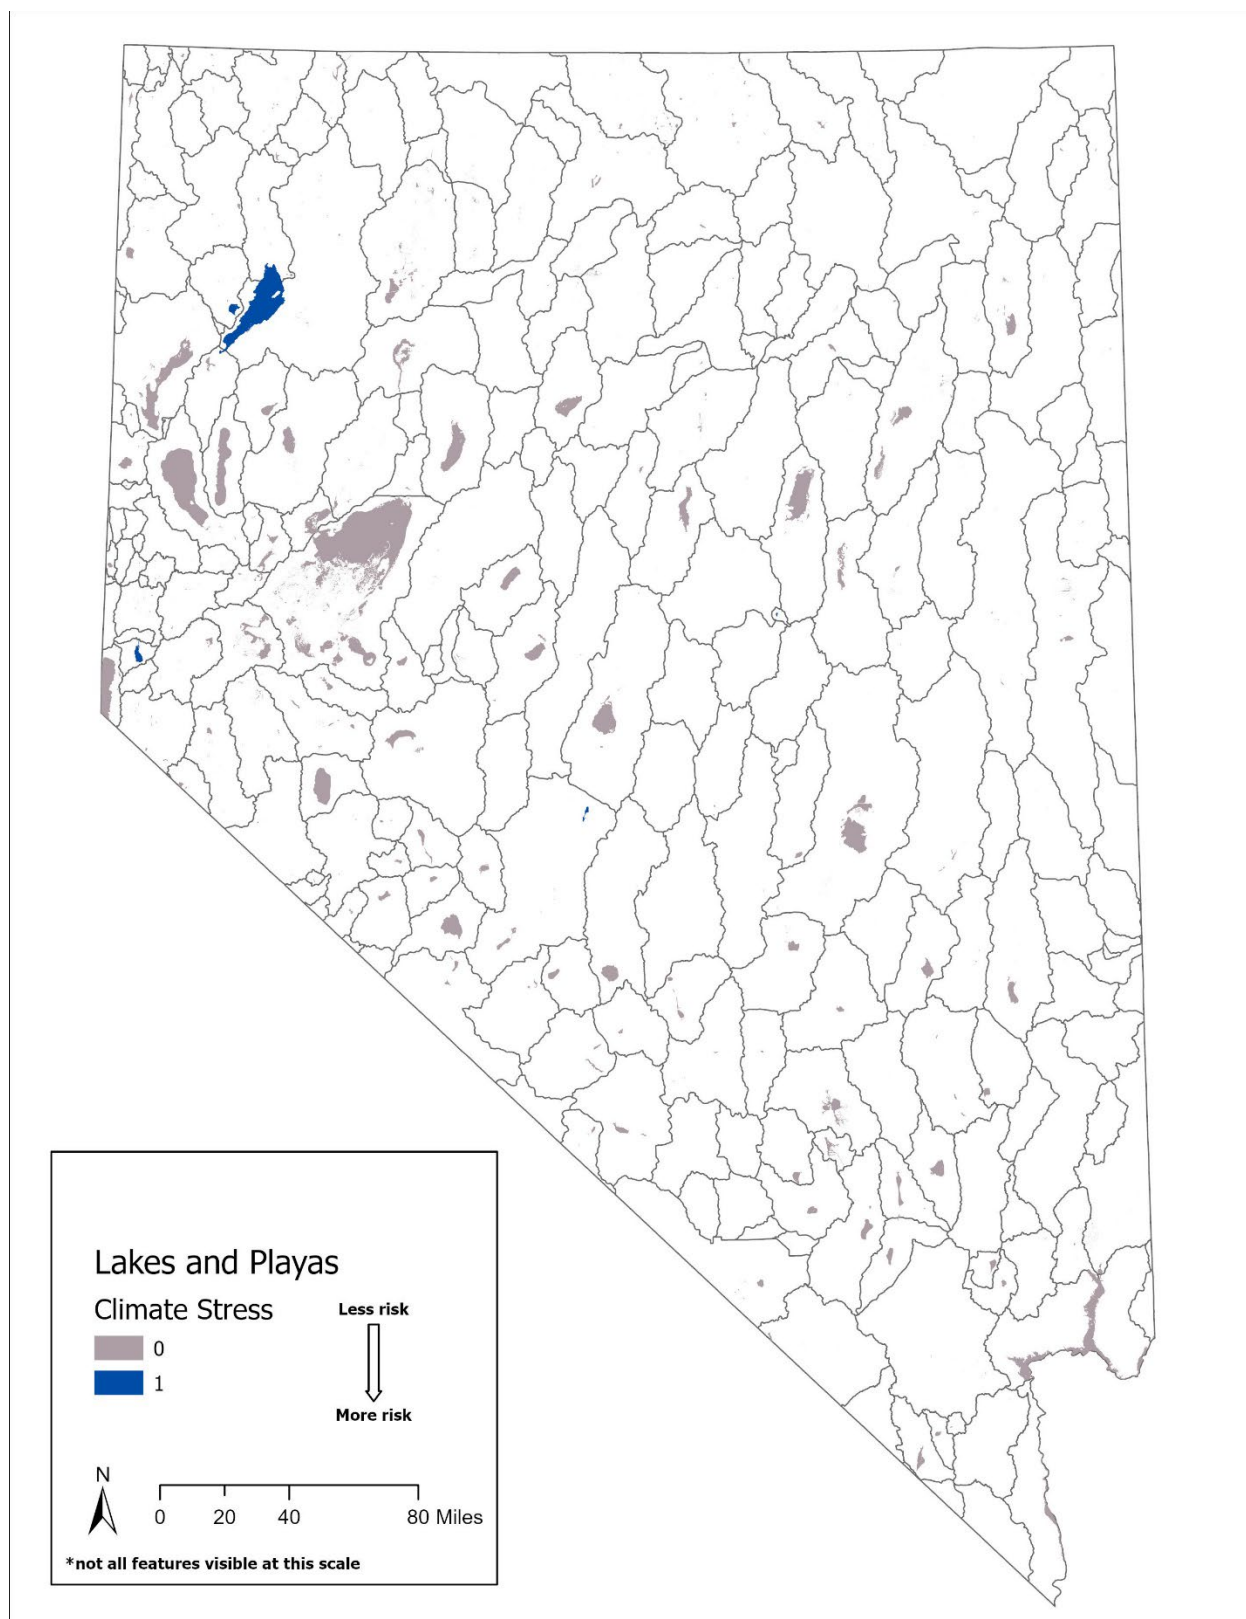 Lakes and Playas
Climate Stress
0
1
Less risk
More risk
N
0 20 40 80 Miles
*not all features visible at this scale